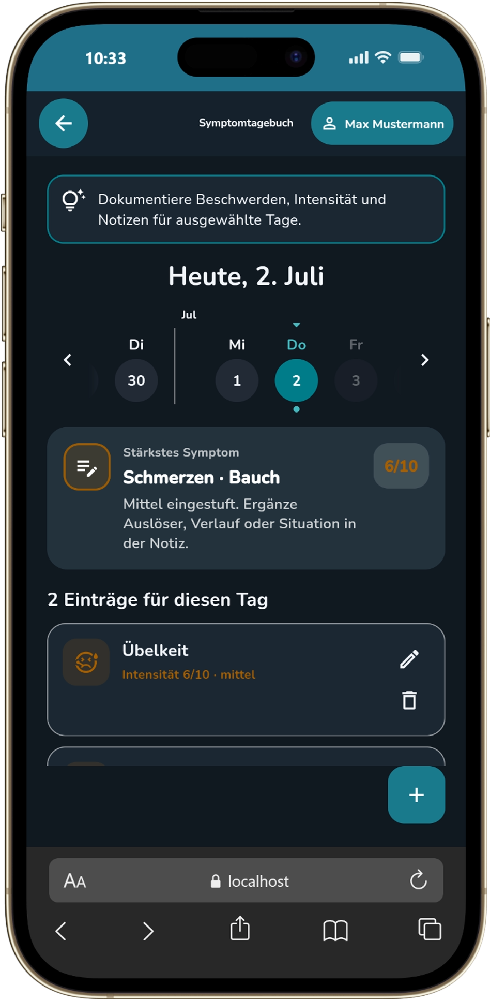 10:33
Symptomtagebuch
Max Mustermann
Dokumentiere Beschwerden, Intensität und
Notizen für ausgewählte Tage.
Heute, 2. Juli
Jul
Di
Mi
Do
Fr
30
1
2
3
Stärkstes Symptom
Schmerzen · Bauch
6/10
Mittel eingestuft. Ergänze
Auslöser, Verlauf oder Situation in
der Notiz.
2 Einträge für diesen Tag
Übelkeit
Intensität 6/10 · mittel
AA
localhost